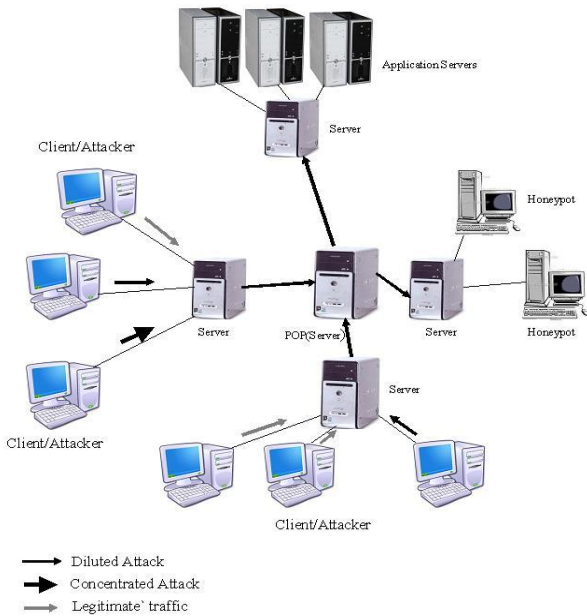 Application Servers
Server
Client/Attacker
Honeypot
Server
POP(Server)
Server
Honeypot
Server
Client/Attacker
Client/Attacker
Diluted Attack
Concentrated Attack
Legitimate` traffic